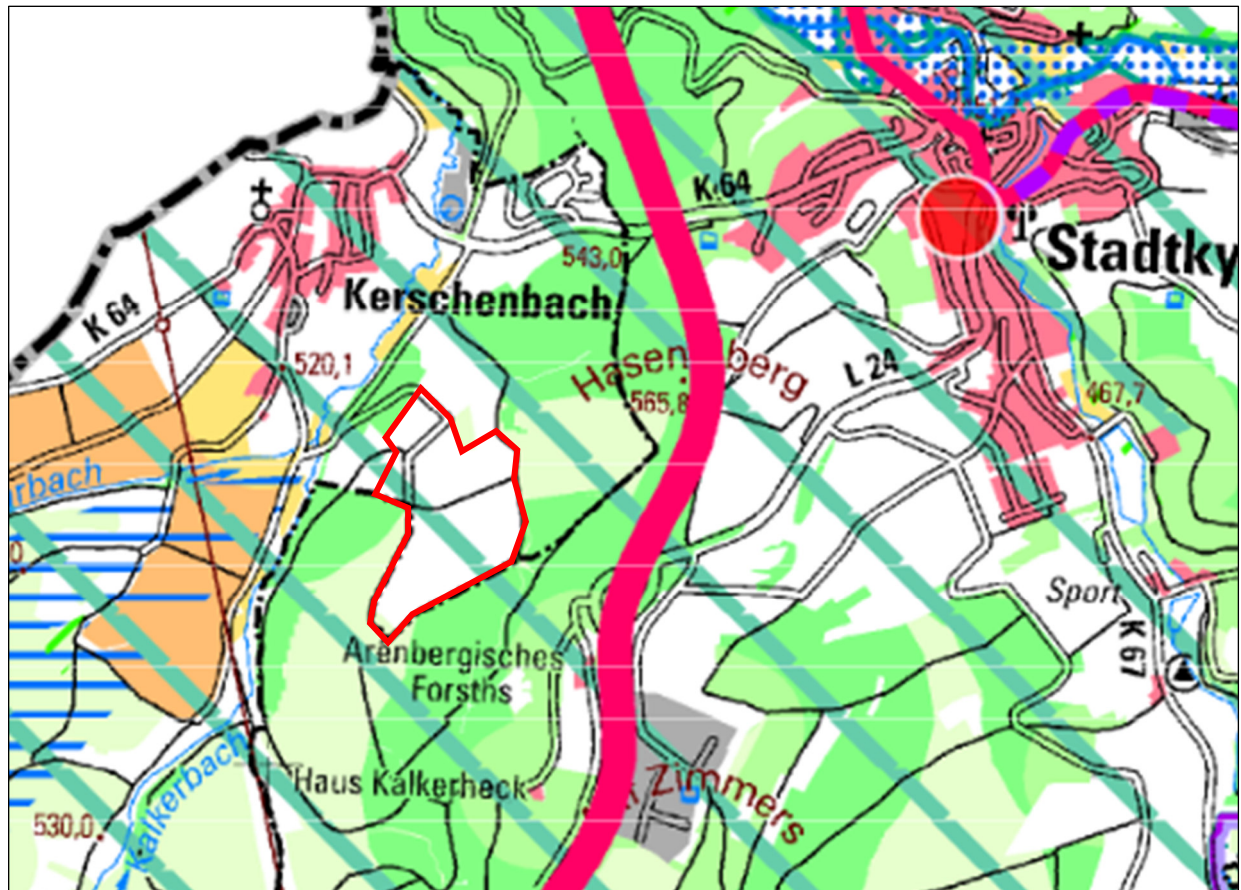 K 64
543,0
Stadtky
Kerschenbach
K 64
Hasen berg
520,1
565,8
L 24
467,7
rbach
0
Sport
K 67
Arenbergisches
Forsths
Haus Kalkerheck
Zimmers
Kalkerbach
530,0